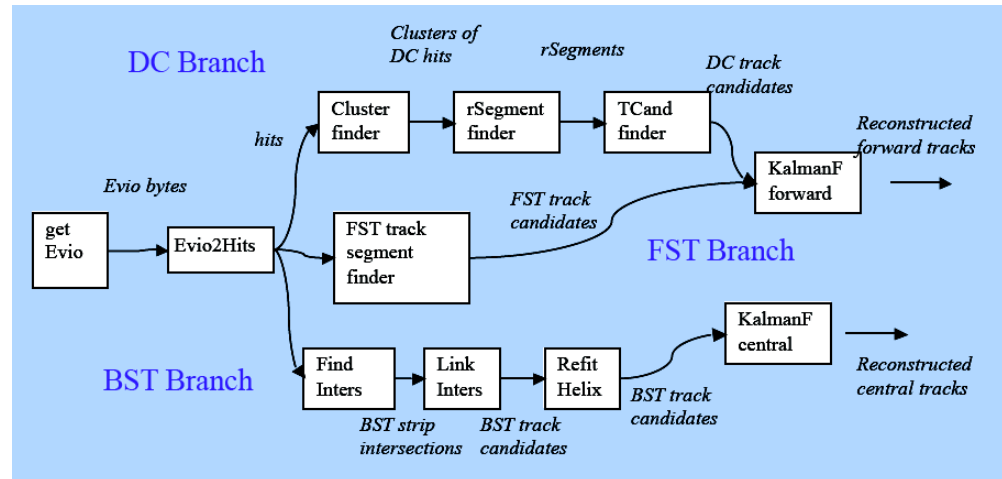 DC Branch
Clusters of
DC hits
rSegments
DC track
candidates
hits
Cluster
finder
rSegment
finder
TCand
finder
Reconstructed
forward tracks
KalmanF
forward
Evio bytes
get
Evio
Evio2Hits
FST track
segment
finder
FST track
candidates
FST Branch
BST Branch
Find
Inters
Link
Inters
Refit
Helix
KalmanF
central
BST strip
intersections
BST track
candidates
BST track
candidates
Reconstructed
central tracks